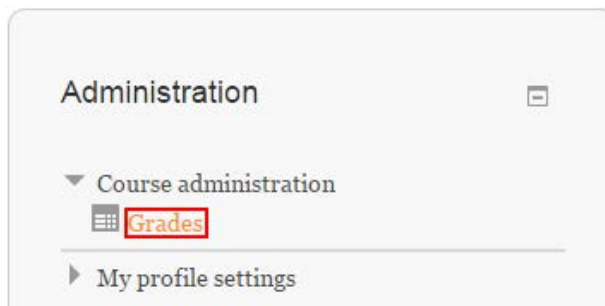 Administration
Course administration
Grades
My profile settings